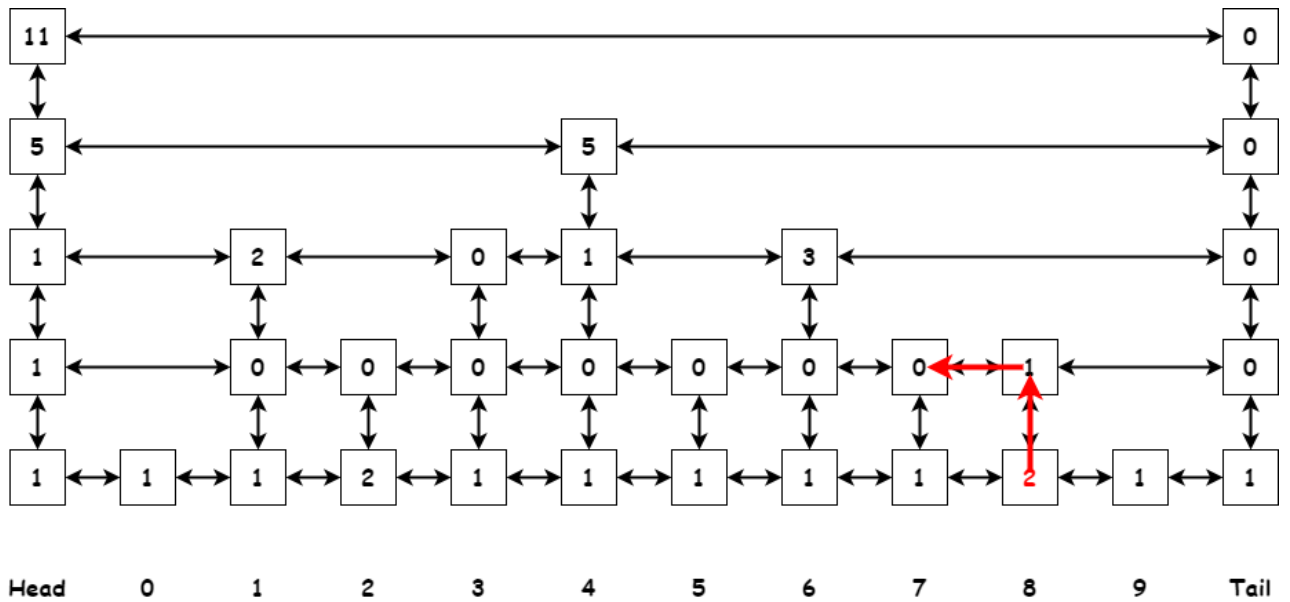 11 0
5 5 0
1 2 0 1 3 0
1 0 0 0 0 0 0 0 1 0
1 1 1 2 1 1 1 1 1 2 1 1
Head 0 1 2 3 4 5 6 7 8 9 Tail